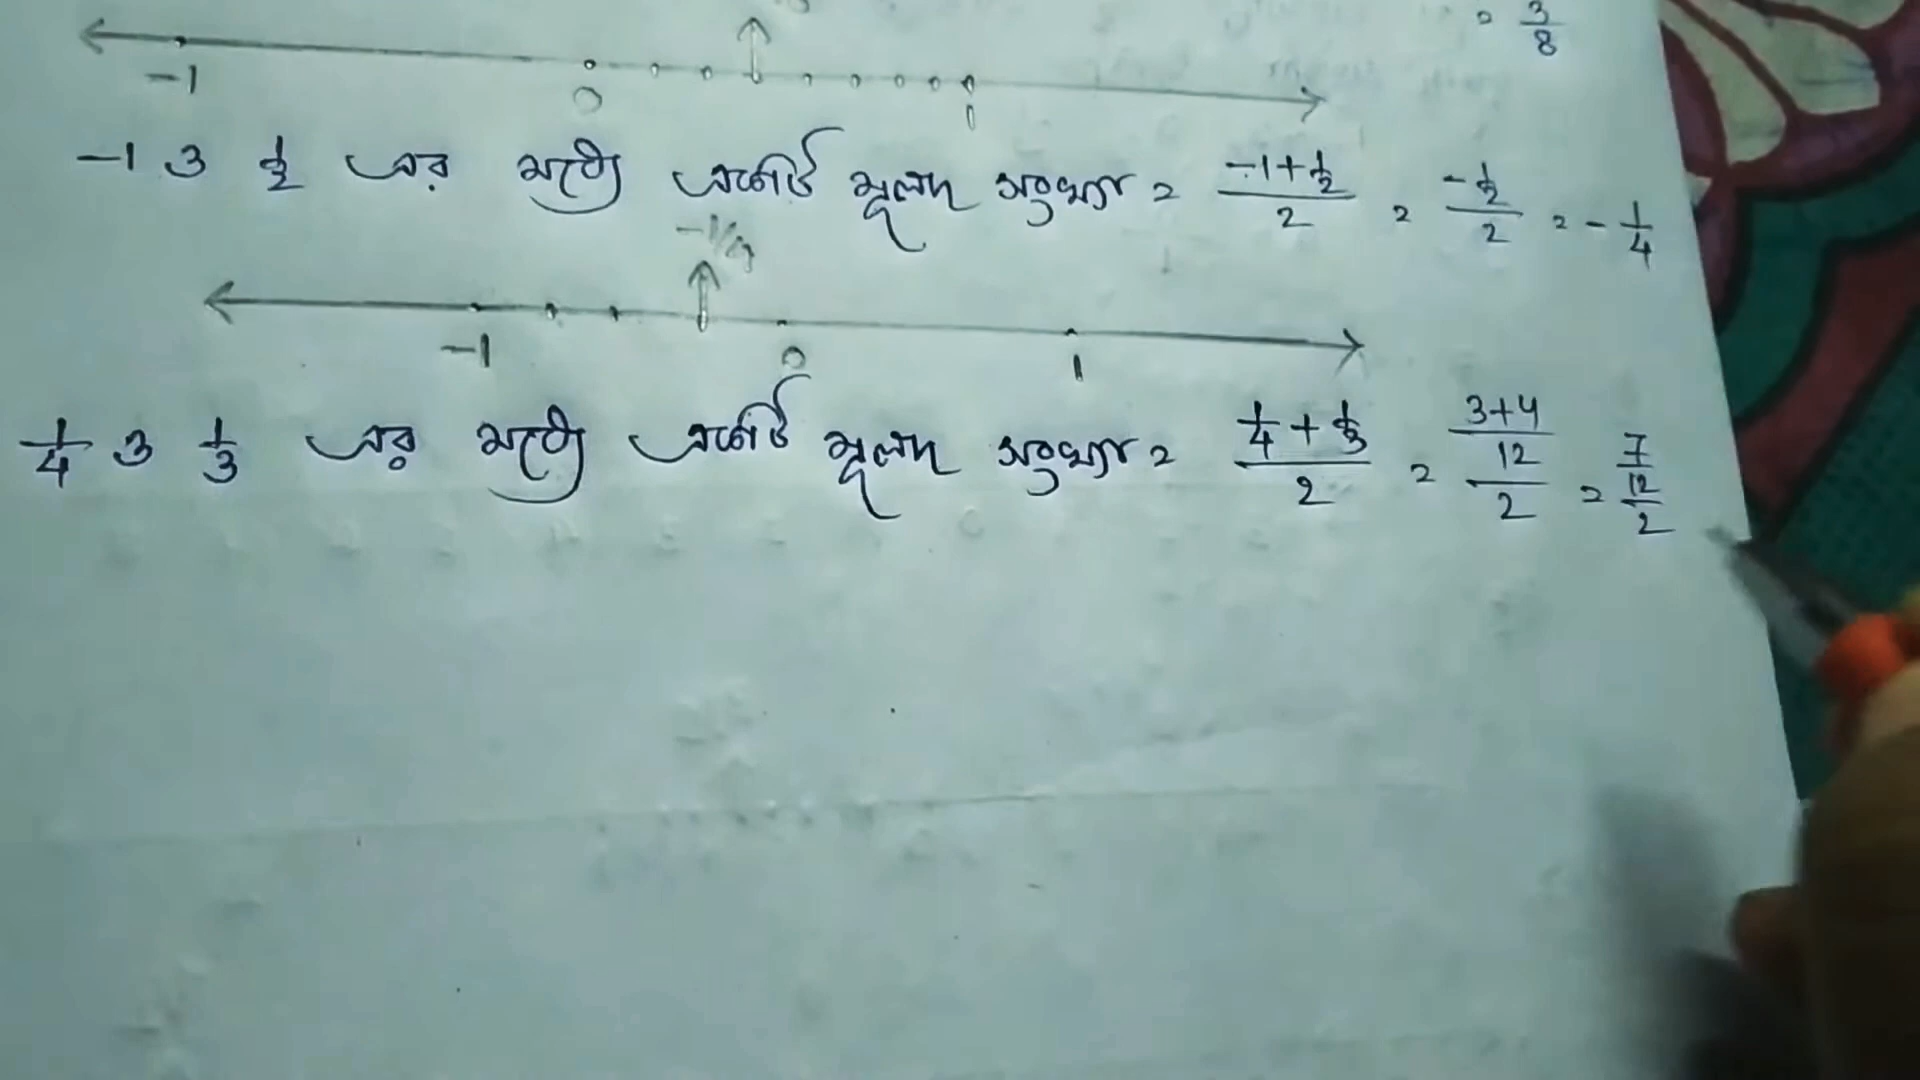 = 3/8
-1 0 1
-1 ও 1/2 এর মধ্যে একটি মূলদ সংখ্যা = (-1+1/2)/2 = (-1/2)/2 = -1/4
-1/4
-1 0 1
1/4 ও 1/3 এর মধ্যে একটি মূলদ সংখ্যা = (1/4+1/3)/2 = ((3+4)/12)/2 = (7/12)/2